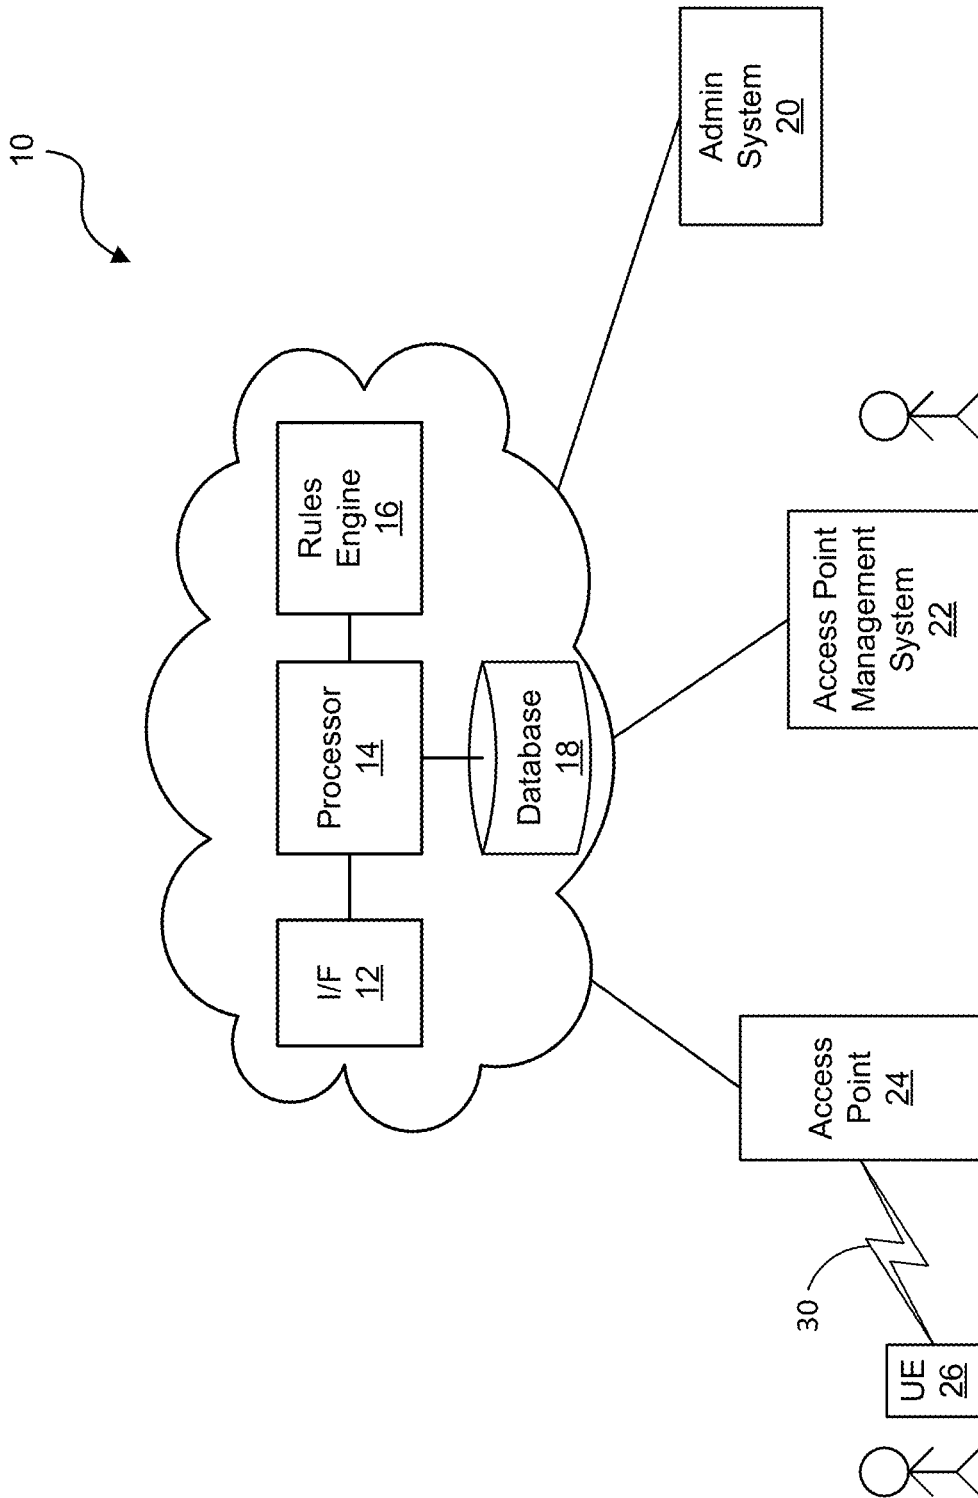 10
I/F
12
Processor
14
Rules
Engine
16
Database
18
Admin
System
20
Access Point
Management
System
22
Access
Point
24
30
UE
26